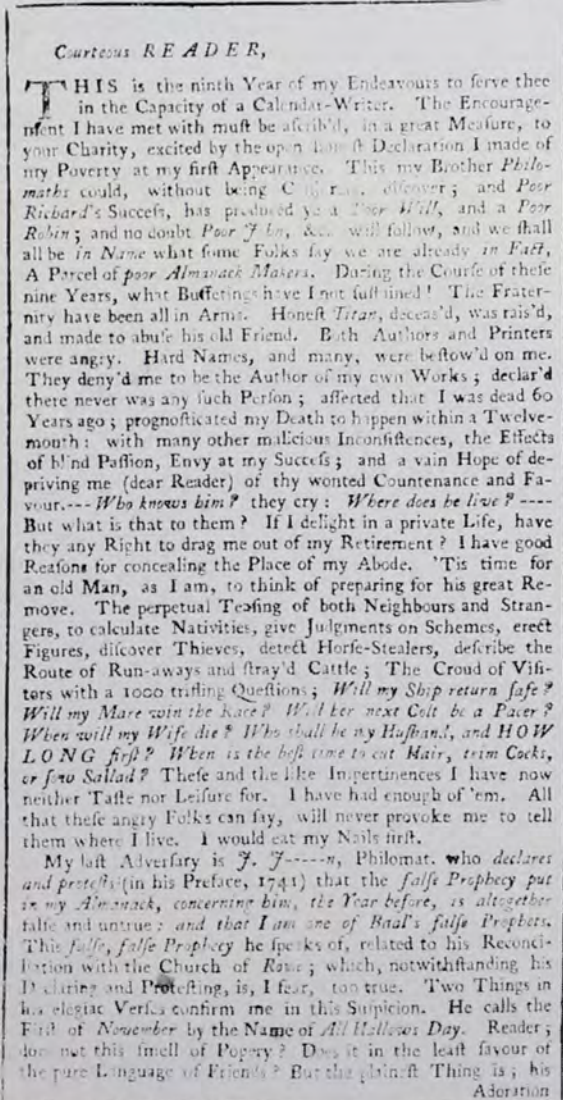 Courteous READER,
THIS is the ninth Year of my Endeavours to ſerve thee
in the Capacity of a Calendar-Writer. The Encourage-
ment I have met with muſt be aſcrib'd, in a great Meaſure, to
your Charity, excited by the open Declaration I made of
my Poverty at my firſt Appearance. This my Brother Philo-
maths could, without being diſcover; and Poor
Richard's Succeſs, has produced ye a Poor Will, and a Poor
Robin; and no doubt Poor John, &c. will follow, and we ſhall
all be in Name what ſome Folks ſay we are already in Fact,
A Parcel of poor Almanack Makers. During the Courſe of theſe
nine Years, what Buffetings have I not ſuſtained! The Frater-
nity have been all in Arms. Honeſt Titan, deceas'd, was rais'd,
and made to abuſe his old Friend. Both Authors and Printers
were angry. Hard Names, and many, were beſtow'd on me.
They deny'd me to be the Author of my own Works; declar'd
there never was any ſuch Perſon; aſſerted that I was dead 60
Years ago; prognoſticated my Death to happen within a Twelve-
month: with many other malicious Inconſiſtences, the Effects
of blind Paſſion, Envy at my Succeſs; and a vain Hope of de-
priving me (dear Reader) of thy wonted Countenance and Fa-
vour.--- Who knows him? they cry: Where does he live? ----
But what is that to them? If I delight in a private Life, have
they any Right to drag me out of my Retirement? I have good
Reaſons for concealing the Place of my Abode. 'Tis time for
an old Man, as I am, to think of preparing for his great Re-
move. The perpetual Teaſing of both Neighbours and Stran-
gers, to calculate Nativities, give Judgments on Schemes, erect
Figures, diſcover Thieves, detect Horſe-Stealers, deſcribe the
Route of Run-aways and ſtray'd Cattle; The Croud of Viſi-
tors with a 1000 trifling Queſtions; Will my Ship return ſafe?
Will my Mare win the Race? Will her next Colt be a Pacer?
When will my Wife die? Who ſhall be my Huſband, and HOW
LONG firſt? When is the beſt time to cut Hair, trim Cocks,
or ſow Sallad? Theſe and the like Impertinences I have now
neither Taſte nor Leiſure for. I have had enough of 'em. All
that theſe angry Folks can ſay, will never provoke me to tell
them where I live. I would eat my Nails firſt.
My laſt Adverſary is J. J-----n, Philomat. who declares
and proteſts (in his Preface, 1741) that the falſe Prophecy put
in my Almanack, concerning him, the Year before, is altogether
falſe and untrue: and that I am one of Baal's falſe Prophets.
This falſe, falſe Prophecy he ſpeaks of, related to his Reconci-
liation with the Church of Rome; which, notwithſtanding his
Declaring and Proteſting, is, I fear, too true. Two Things in
his elegiac Verſes confirm me in this Suſpicion. He calls the
Firſt of November by the Name of All Hallows Day. Reader;
does not this ſmell of Popery? Does it in the leaſt ſavour of
the pure Language of Friends? But the plaineſt Thing is; his
Adoration